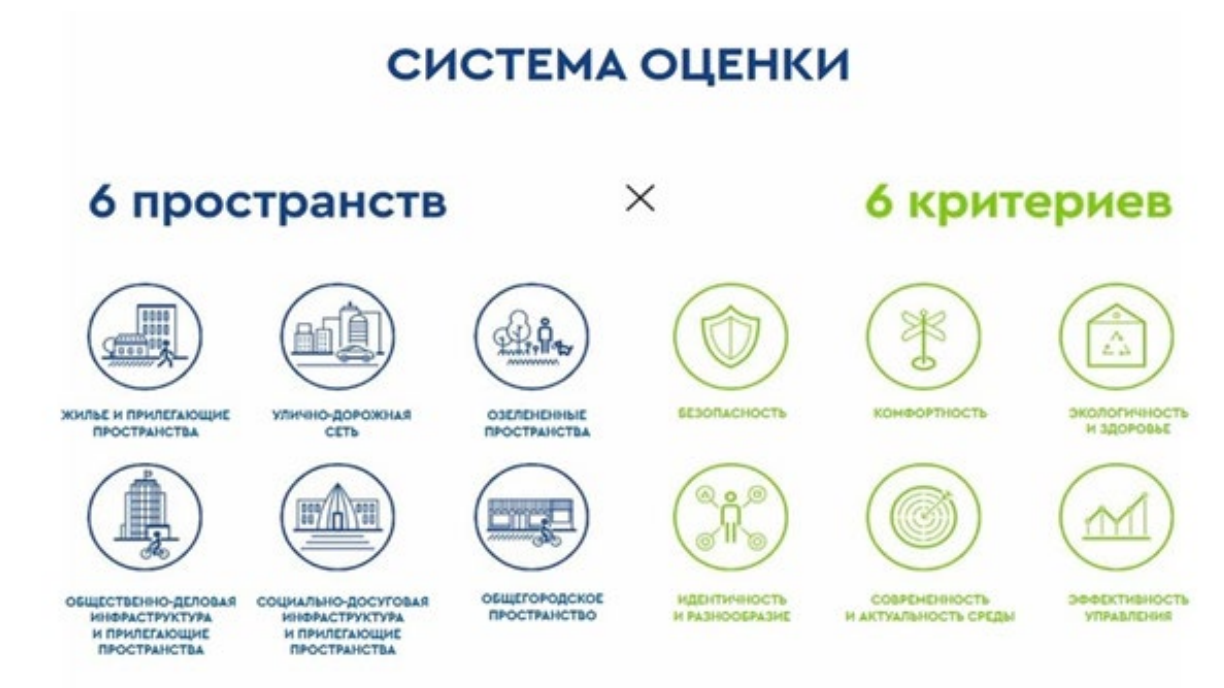 СИСТЕМА ОЦЕНКИ
6 пространств
×
6 критериев
ЖИЛЬЕ И ПРИЛЕГАЮЩИЕ
ПРОСТРАНСТВА
УЛИЧНО-ДОРОЖНАЯ
СЕТЬ
ОЗЕЛЕНЕННЫЕ
ПРОСТРАНСТВА
БЕЗОПАСНОСТЬ
КОМФОРТНОСТЬ
ЭКОЛОГИЧНОСТЬ
И ЗДОРОВЬЕ
ОБЩЕСТВЕННО-ДЕЛОВАЯ
ИНФРАСТРУКТУРА
И ПРИЛЕГАЮЩИЕ
ПРОСТРАНСТВА
СОЦИАЛЬНО-ДОСУГОВАЯ
ИНФРАСТРУКТУРА
И ПРИЛЕГАЮЩИЕ
ПРОСТРАНСТВА
ОБЩЕГОРОДСКОЕ
ПРОСТРАНСТВО
ИДЕНТИЧНОСТЬ
И РАЗНООБРАЗИЕ
СОВРЕМЕННОСТЬ
И АКТУАЛЬНОСТЬ СРЕДЫ
ЭФФЕКТИВНОСТЬ
УПРАВЛЕНИЯ